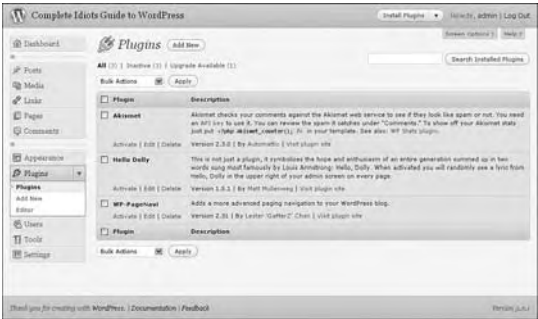 Complete Idiots Guide to WordPress
Install Plugins
admin | Log Out
Screen Options
Help
Dashboard
Plugins
Add New
Posts
All (3) | Inactive (3) | Upgrade Available (1)
Search Installed Plugins
Media
Bulk Actions
Apply
Links
Pages
Plugin Description
Comments
Akismet Akismet checks your comments against the Akismet web service to see if they look like spam or not. You need
an API key to use it. You can review the spam it catches under "Comments." To show off your Akismet stats
just put <?php akismet_counter(); ?> in your template. See also: WP Stats plugin.
Activate | Edit | Delete Version | By Automattic | Visit plugin site
Appearance
Hello Dolly This is not just a plugin, it symbolizes the hope and enthusiasm of an entire generation summed up in two
words sung most famously by Louis Armstrong: Hello, Dolly. When activated you will randomly see a lyric from
Hello, Dolly in the upper right of your admin screen on every page.
Plugins
Plugins
Activate | Edit | Delete Version 1.5.1 | By Matt Mullenweg | Visit plugin site
Add New
Editor
WP-PageNavi Adds a more advanced paging navigation to your WordPress blog.
Activate | Edit | Delete Version 2.31 | By Lester 'GaMerZ' Chan | Visit plugin site
Users
Tools
Plugin Description
Settings
Bulk Actions
Apply
Thank you for creating with WordPress. | Documentation | Feedback
Version